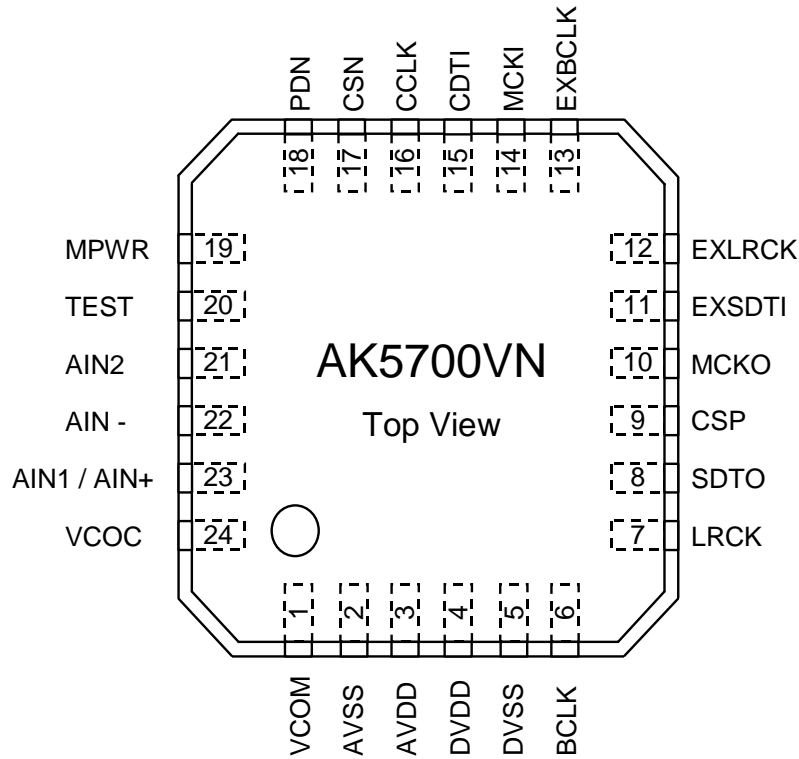 PDN
CSN
CCLK
CDTI
MCKI
EXBCLK
18
17
16
15
14
13
MPWR 19
12 EXLRCK
TEST 20
11 EXSDTI
AIN2 21
10 MCKO
AIN - 22
9 CSP
AIN1 / AIN+ 23
8 SDTO
VCOC 24
7 LRCK
AK5700VN
Top View
1
2
3
4
5
6
VCOM
AVSS
AVDD
DVDD
DVSS
BCLK